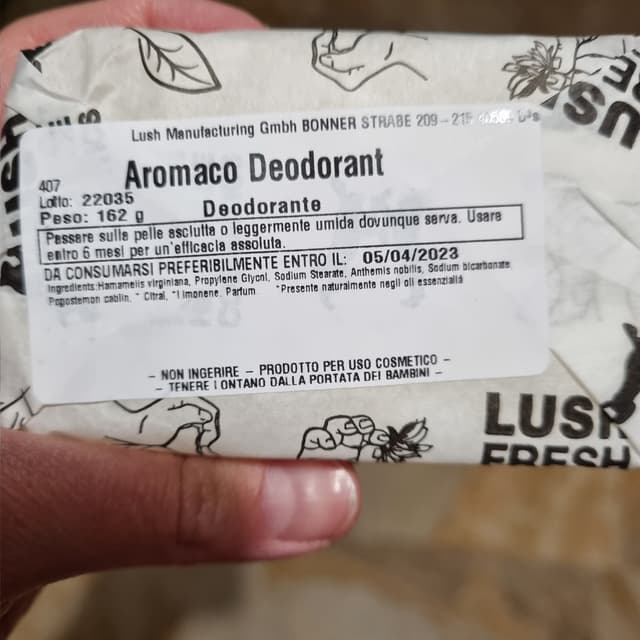 Lush Manufacturing Gmbh BONNER STRAßE 209-215
Aromaco Deodorant
407
Lotto: 22035
Peso: 162 g
Deodorante
Passare sulle pelle asciutta o leggermente umida dovunque serva. Usare
entro 6 mesi per un'efficacia assoluta.
DA CONSUMARSI PREFERIBILMENTE ENTRO IL: 05/04/2023
Ingredients:Hamamelis virginiana, Propylene Glycol, Sodium Stearate, Anthemis nobilis, Sodium bicarbonate
Pogostemon cablin, * Citral, *limonene, Parfum *Presente naturalmente negli oli essenziali
- NON INGERIRE - PRODOTTO PER USO COSMETICO -
- TENERE LONTANO DALLA PORTATA DEI BAMBINI -
LUSH
FRESH